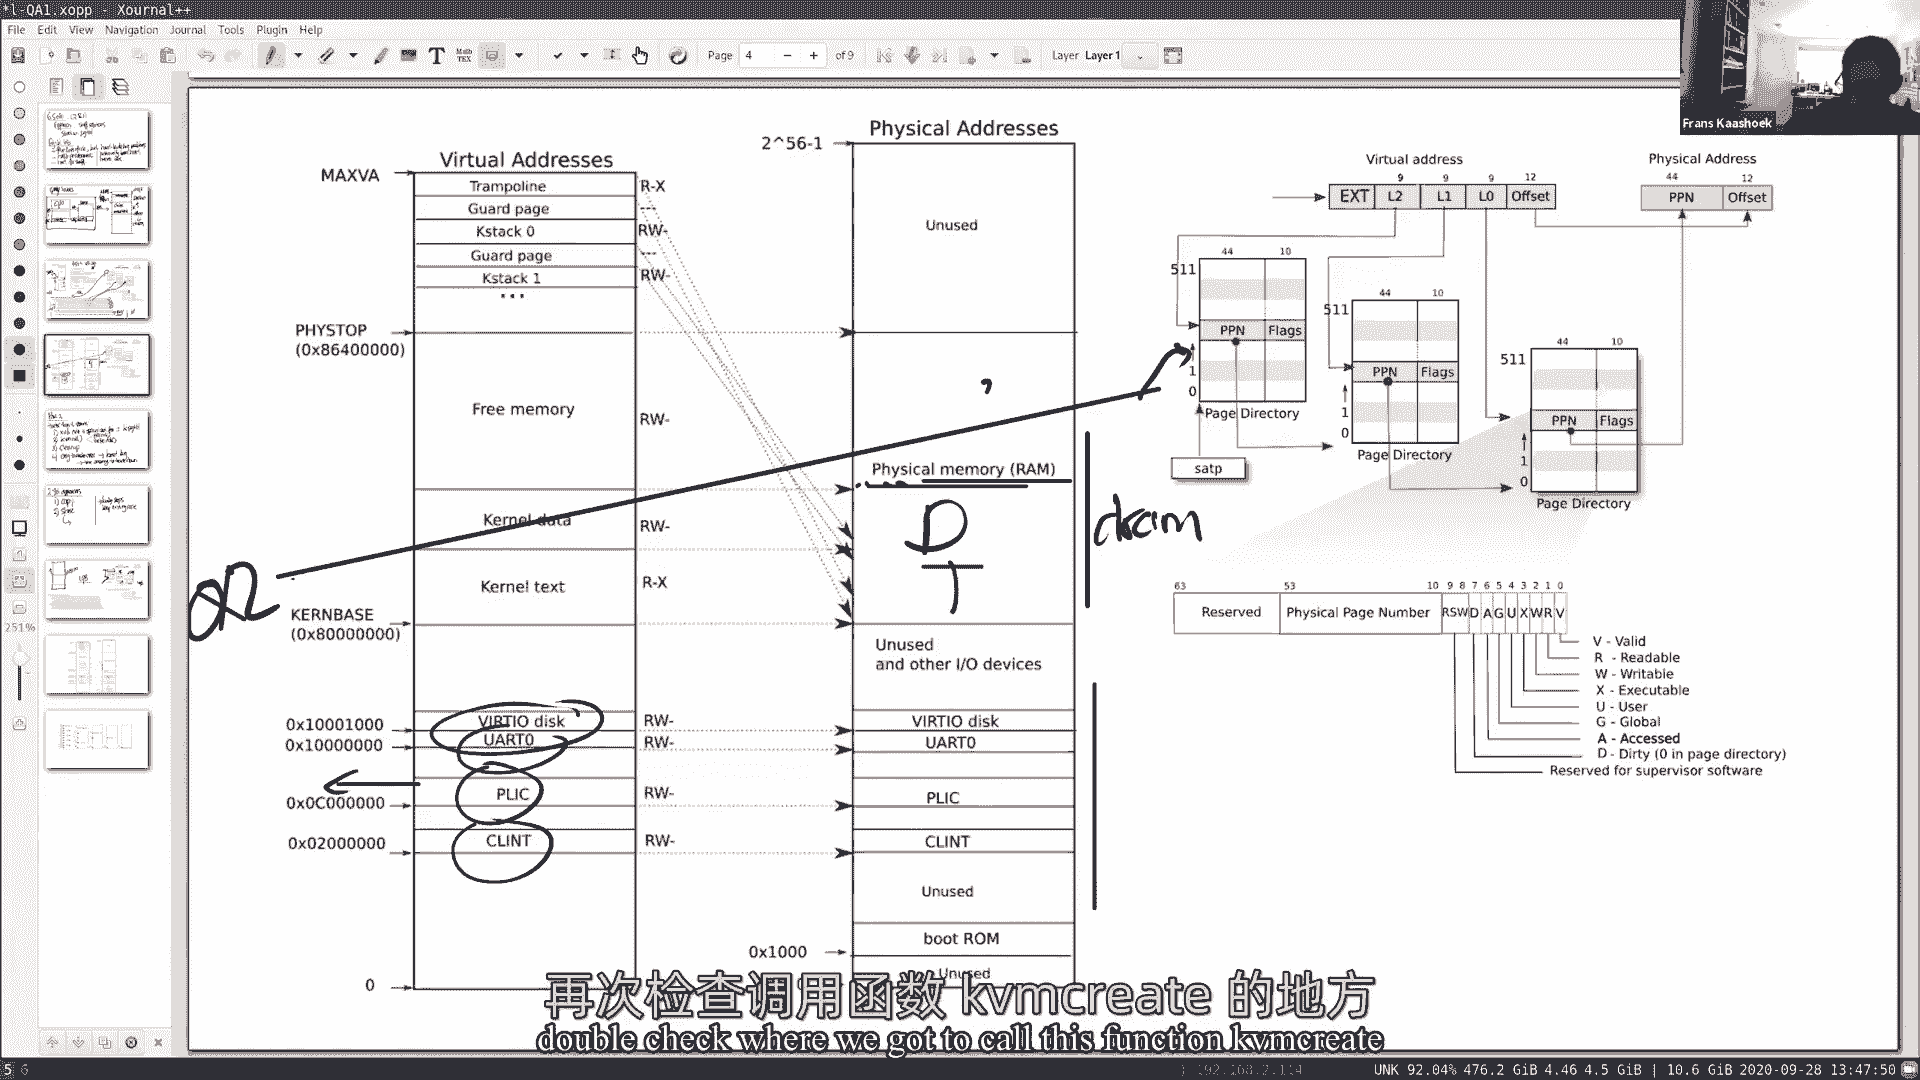 *l-QA1.xopp - Xournal++
File Edit View Navigation Journal Tools Plugin Help
Page 4 of 9 Layer Layer 1
Frans Kaashoek
251%
Virtual Addresses
MAXVA
Trampoline R-X
Guard page ---
Kstack 0 RW-
Guard page ---
Kstack 1 RW-
...
PHYSTOP
(0x86400000)
Free memory RW-
Kernel data RW-
Kernel text R-X
KERNBASE
(0x80000000)
0x10001000 VIRTIO disk RW-
0x10000000 UART0 RW-
0x0C000000 PLIC RW-
0x02000000 CLINT RW-
0
Physical Addresses
2^56-1
Unused
Physical memory (RAM)
D
T
dram
Unused
and other I/O devices
VIRTIO disk
UART0
PLIC
CLINT
Unused
boot ROM
0x1000
Unused
Virtual address
9 9 9 12
EXT L2 L1 L0 Offset
Physical Address
44 12
PPN Offset
44 10
511
PPN Flags
1
0
Page Directory
satp
44 10
511
PPN Flags
1
0
Page Directory
44 10
511
PPN Flags
1
0
Page Directory
63 53 10 9 8 7 6 5 4 3 2 1 0
Reserved Physical Page Number RSW D A G U X W R V
V - Valid
R - Readable
W - Writable
X - Executable
U - User
G - Global
A - Accessed
D - Dirty (0 in page directory)
Reserved for supervisor software
再次检查调用函数 kvmcreate 的地方
double check where we got to call this function kvmcreate
5 6
192.168.2.114
UNK 92.04% 476.2 GiB 4.46 4.5 GiB | 10.6 GiB 2020-09-28 13:47:50